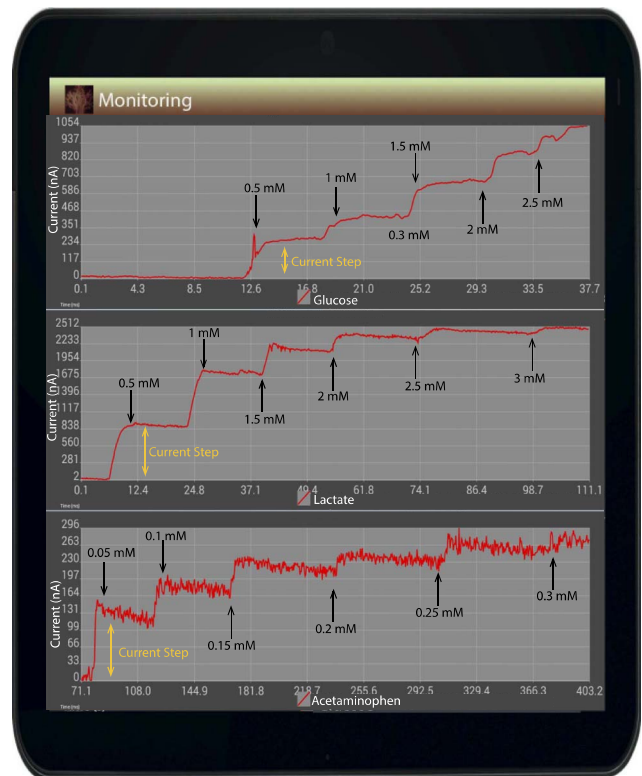 Monitoring
Current (nA)
1054
937
820
703
586
468
351
234
117
0
0.5 mM
1 mM
1.5 mM
0.3 mM
2 mM
2.5 mM
Current Step
0.1 4.3 8.5 12.6 16.8 21.0 25.2 29.3 33.5 37.7
Time (ms)
Glucose
Current (nA)
2512
2233
1954
1675
1396
1117
838
560
281
2
0.5 mM
1 mM
1.5 mM
2 mM
2.5 mM
3 mM
Current Step
0.1 12.4 24.8 37.1 49.4 61.8 74.1 86.4 98.7 111.1
Time (ms)
Lactate
Current (nA)
296
263
230
197
164
131
99
66
33
0
0.05 mM
0.1 mM
0.15 mM
0.2 mM
0.25 mM
0.3 mM
Current Step
71.1 108.0 144.9 181.8 218.7 255.6 292.5 329.4 366.3 403.2
Time (ms)
Acetaminophen